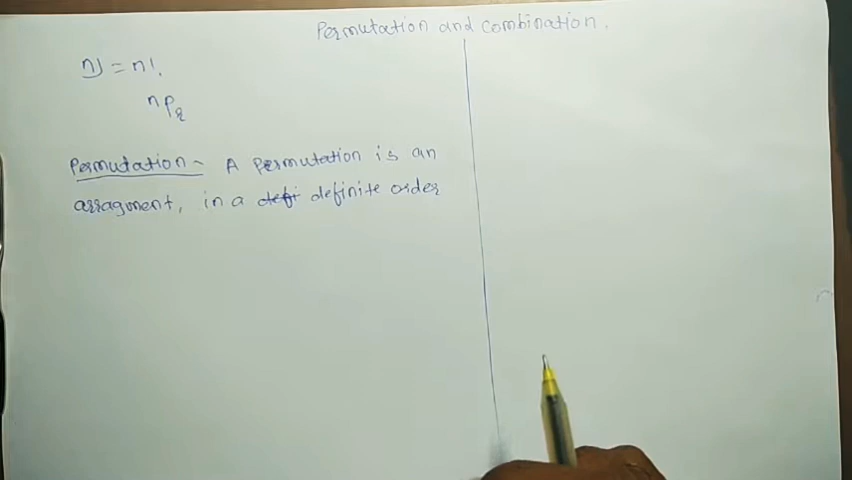 Permutation and Combination.
n⌋ = n!.
ⁿPᵣ
Permutation - A Permutation is an
arragment, in a defi definite order